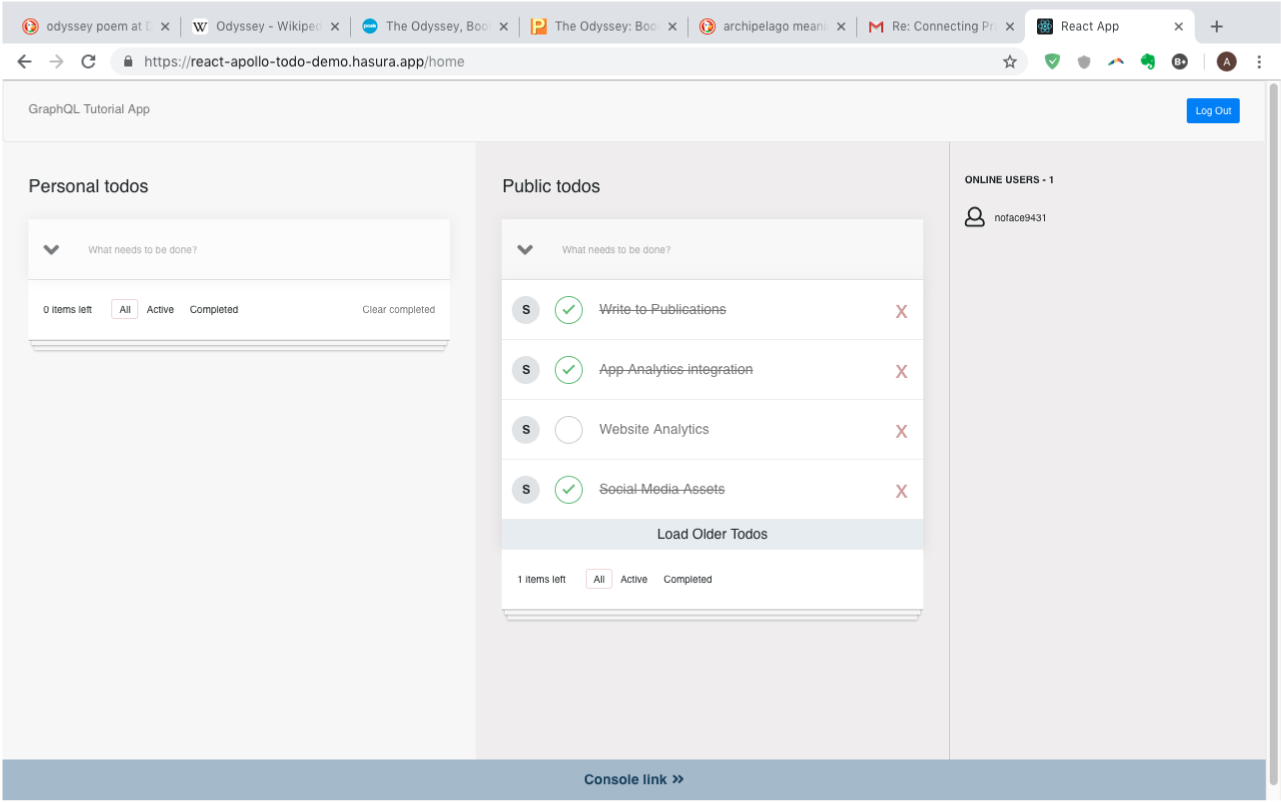 odyssey poem at D
Odyssey - Wikiped
The Odyssey, Boo
The Odyssey: Boo
archipelago meani
Re: Connecting Pr
React App
https://react-apollo-todo-demo.hasura.app/home
A
GraphQL Tutorial App
Log Out
Personal todos
What needs to be done?
0 items left All Active Completed Clear completed
Public todos
What needs to be done?
S Write to Publications X
S App Analytics integration X
S Website Analytics X
S Social Media Assets X
Load Older Todos
1 items left All Active Completed
ONLINE USERS - 1
noface9431
Console link »